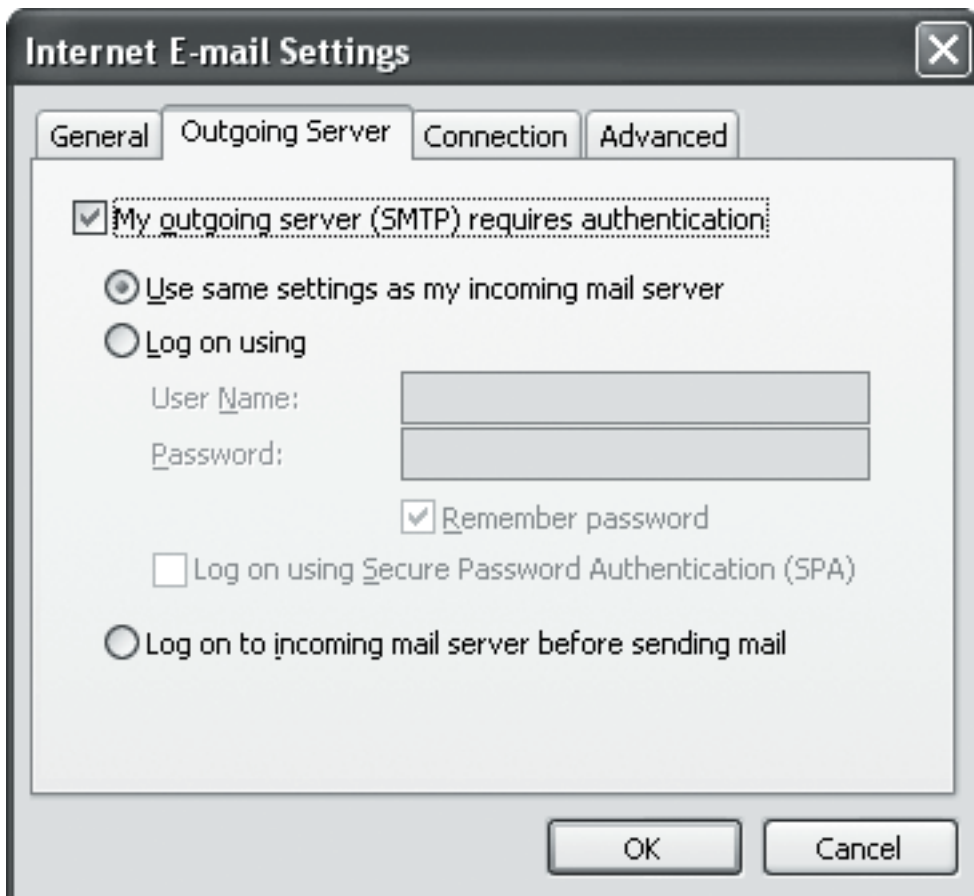 Internet E-mail Settings
General Outgoing Server Connection Advanced
My outgoing server (SMTP) requires authentication
Use same settings as my incoming mail server
Log on using
User Name:
Password:
Remember password
Log on using Secure Password Authentication (SPA)
Log on to incoming mail server before sending mail
OK Cancel